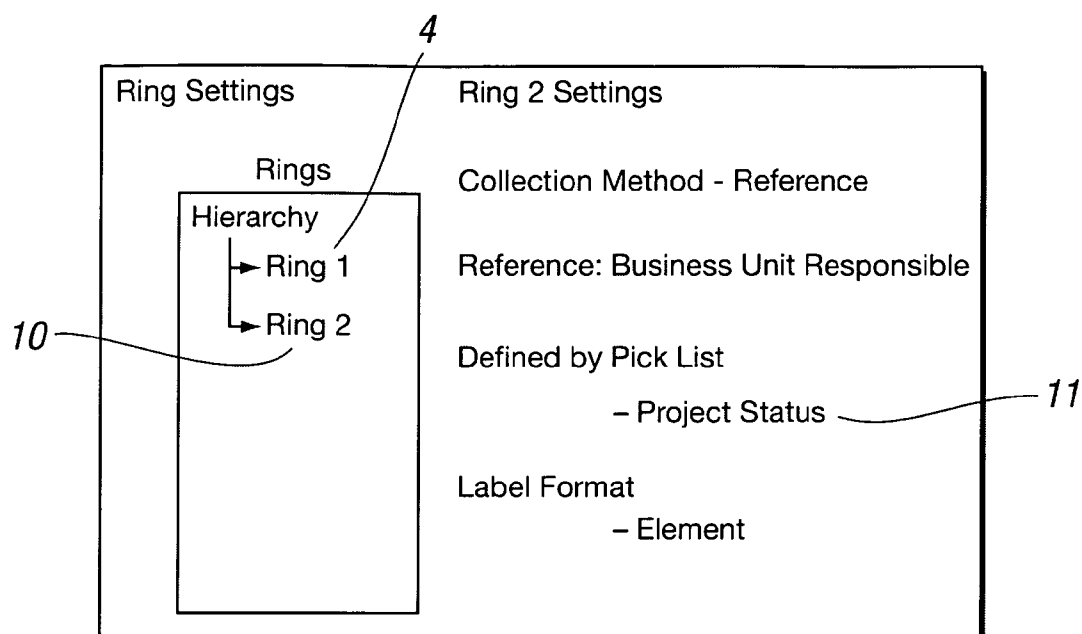 4
Ring Settings
Ring 2 Settings
Rings
Collection Method - Reference
Hierarchy
Ring 1
Reference: Business Unit Responsible
Ring 2
10
Defined by Pick List
– Project Status
11
Label Format
– Element